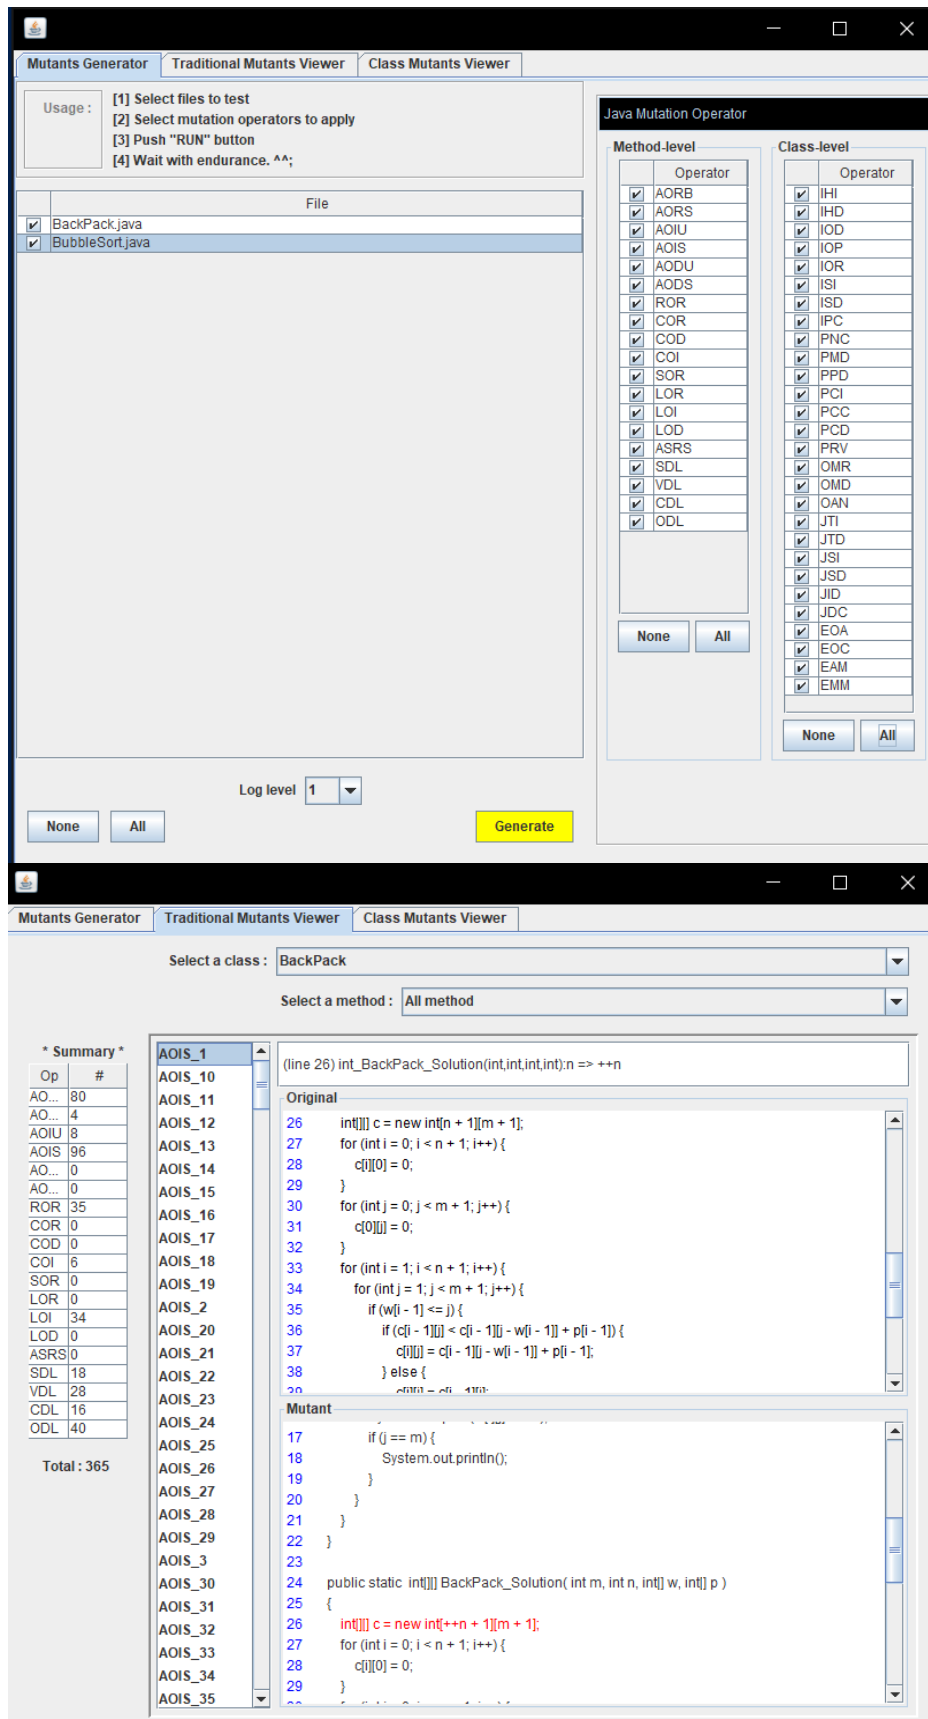 Mutants Generator Traditional Mutants Viewer Class Mutants Viewer
Usage :
[1] Select files to test
[2] Select mutation operators to apply
[3] Push "RUN" button
[4] Wait with endurance. ^^;
File
BackPack.java
BubbleSort.java
Log level 1
None All Generate
Java Mutation Operator
Method-level
Operator
AORB
AORS
AOIU
AOIS
AODU
AODS
ROR
COR
COD
COI
SOR
LOR
LOI
LOD
ASRS
SDL
VDL
CDL
ODL
None All
Class-level
Operator
IHI
IHD
IOD
IOP
IOR
ISI
ISD
IPC
PNC
PMD
PPD
PCI
PCC
PCD
PRV
OMR
OMD
OAN
JTI
JTD
JSI
JSD
JID
JDC
EOA
EOC
EAM
EMM
None All
Mutants Generator Traditional Mutants Viewer Class Mutants Viewer
Select a class : BackPack
Select a method : All method
* Summary *
Op #
AO... 80
AO... 4
AOIU 8
AOIS 96
AO... 0
AO... 0
ROR 35
COR 0
COD 0
COI 6
SOR 0
LOR 0
LOI 34
LOD 0
ASRS 0
SDL 18
VDL 28
CDL 16
ODL 40
Total : 365
AOIS_1
AOIS_10
AOIS_11
AOIS_12
AOIS_13
AOIS_14
AOIS_15
AOIS_16
AOIS_17
AOIS_18
AOIS_19
AOIS_2
AOIS_20
AOIS_21
AOIS_22
AOIS_23
AOIS_24
AOIS_25
AOIS_26
AOIS_27
AOIS_28
AOIS_29
AOIS_3
AOIS_30
AOIS_31
AOIS_32
AOIS_33
AOIS_34
AOIS_35
(line 26) int_BackPack_Solution(int,int,int,int):n => ++n
Original
26 int[][] c = new int[n + 1][m + 1];
27 for (int i = 0; i < n + 1; i++) {
28 c[i][0] = 0;
29 }
30 for (int j = 0; j < m + 1; j++) {
31 c[0][j] = 0;
32 }
33 for (int i = 1; i < n + 1; i++) {
34 for (int j = 1; j < m + 1; j++) {
35 if (w[i - 1] <= j) {
36 if (c[i - 1][j] < c[i - 1][j - w[i - 1]] + p[i - 1]) {
37 c[i][j] = c[i - 1][j - w[i - 1]] + p[i - 1];
38 } else {
39 c[i][j] = c[i - 1][j];
Mutant
17 if (j == m) {
18 System.out.println();
19 }
20 }
21 }
22 }
23
24 public static int[][] BackPack_Solution( int m, int n, int[] w, int[] p )
25 {
26 int[][] c = new int[++n + 1][m + 1];
27 for (int i = 0; i < n + 1; i++) {
28 c[i][0] = 0;
29 }